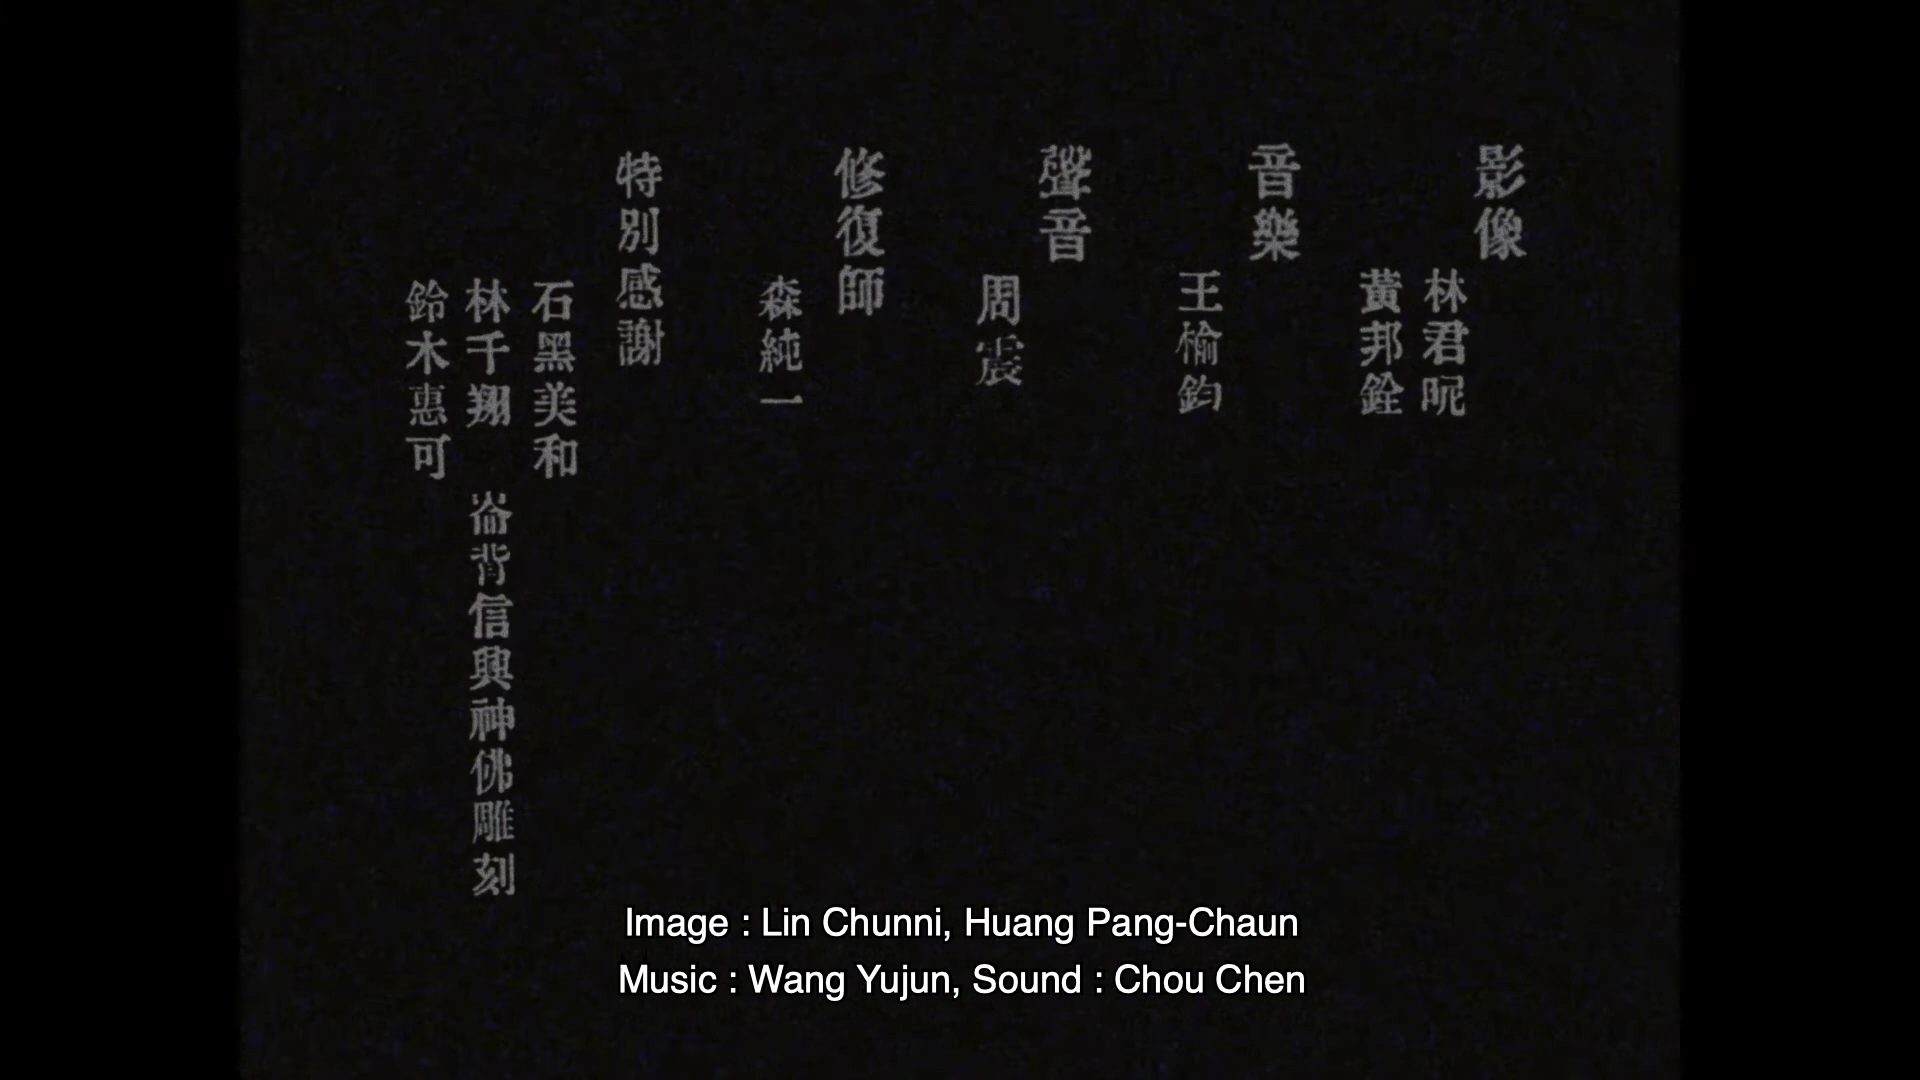 影像
林君昵
黃邦銓
音樂
王榆鈞
聲音
周震
修復師
森純一
特別感謝
石黑美和
林千翔 崙背信興神佛雕刻
鈴木惠可
Image : Lin Chunni, Huang Pang-Chaun
Music : Wang Yujun, Sound : Chou Chen